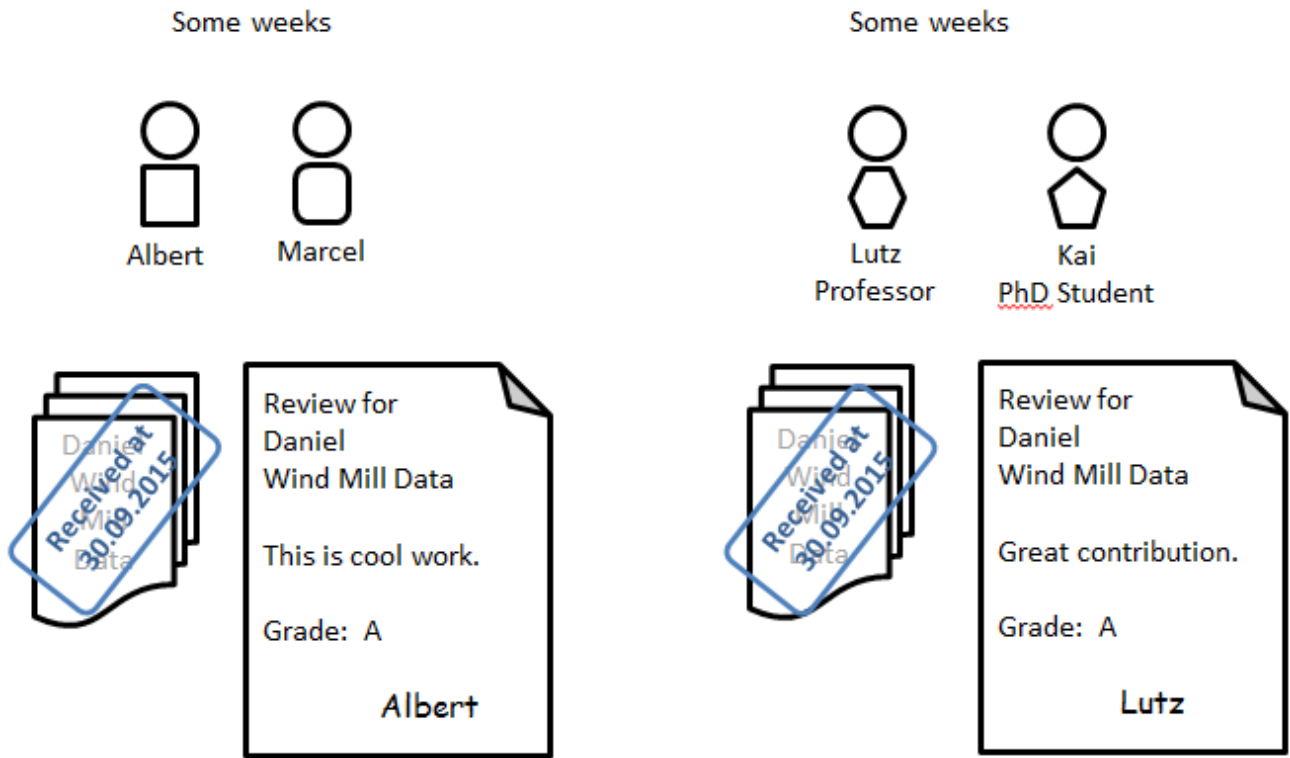 Some weeks
Albert
Marcel
Daniel
Wind
Mill
Data
Received at
30.09.2015
Review for
Daniel
Wind Mill Data
This is cool work.
Grade: A
Albert
Some weeks
Lutz
Professor
Kai
PhD Student
Daniel
Wind
Mill
Data
Received at
30.09.2015
Review for
Daniel
Wind Mill Data
Great contribution.
Grade: A
Lutz